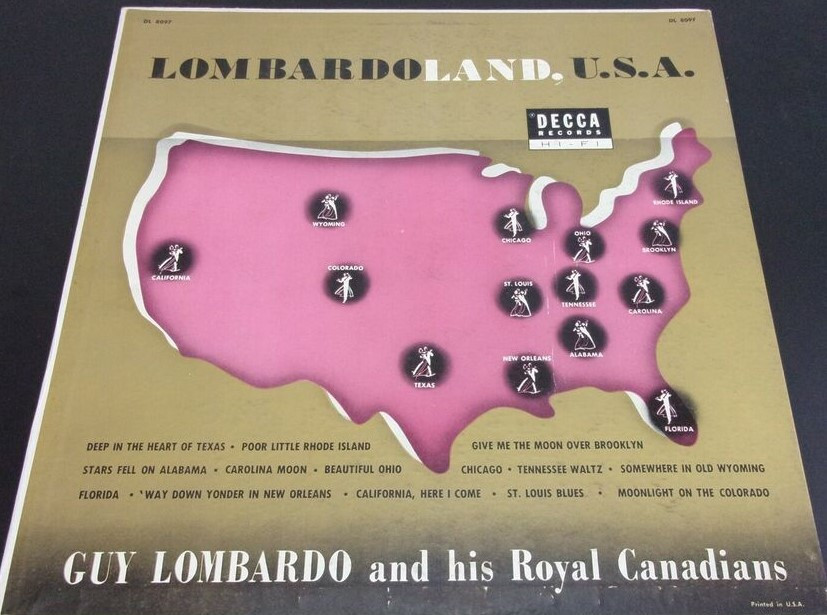 DL 8097
DL 8097
LOMBARDOLAND, U.S.A.
DECCA
RECORDS
HI-FI
RHODE ISLAND
WYOMING
CHICAGO
OHIO
BROOKLYN
CALIFORNIA
COLORADO
ST. LOUIS
TENNESSEE
CAROLINA
ALABAMA
NEW ORLEANS
TEXAS
FLORIDA
DEEP IN THE HEART OF TEXAS • POOR LITTLE RHODE ISLAND
GIVE ME THE MOON OVER BROOKLYN
STARS FELL ON ALABAMA • CAROLINA MOON • BEAUTIFUL OHIO
CHICAGO • TENNESSEE WALTZ • SOMEWHERE IN OLD WYOMING
FLORIDA • 'WAY DOWN YONDER IN NEW ORLEANS • CALIFORNIA, HERE I COME • ST. LOUIS BLUES • MOONLIGHT ON THE COLORADO
GUY LOMBARDO and his Royal Canadians
Printed in U.S.A.